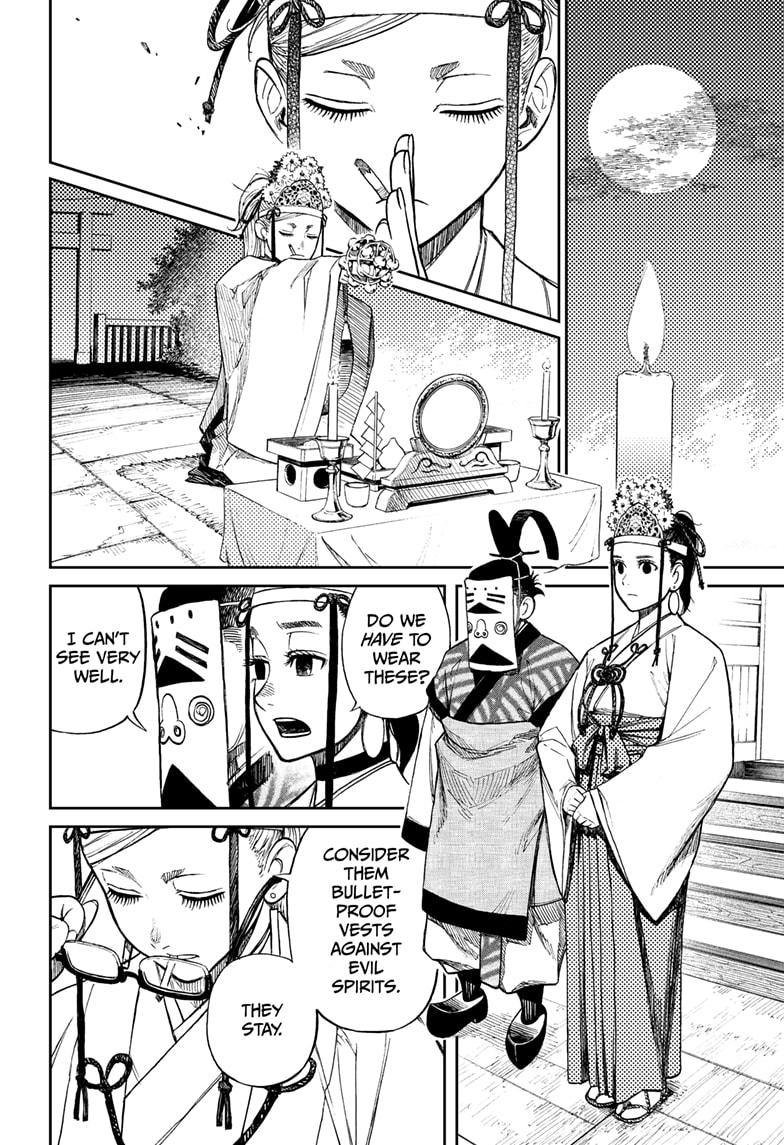 DO WE
HAVE TO
WEAR
THESE?
I CAN'T
SEE VERY
WELL.
CONSIDER
THEM
BULLET-
PROOF
VESTS
AGAINST
EVIL
SPIRITS.
THEY
STAY.